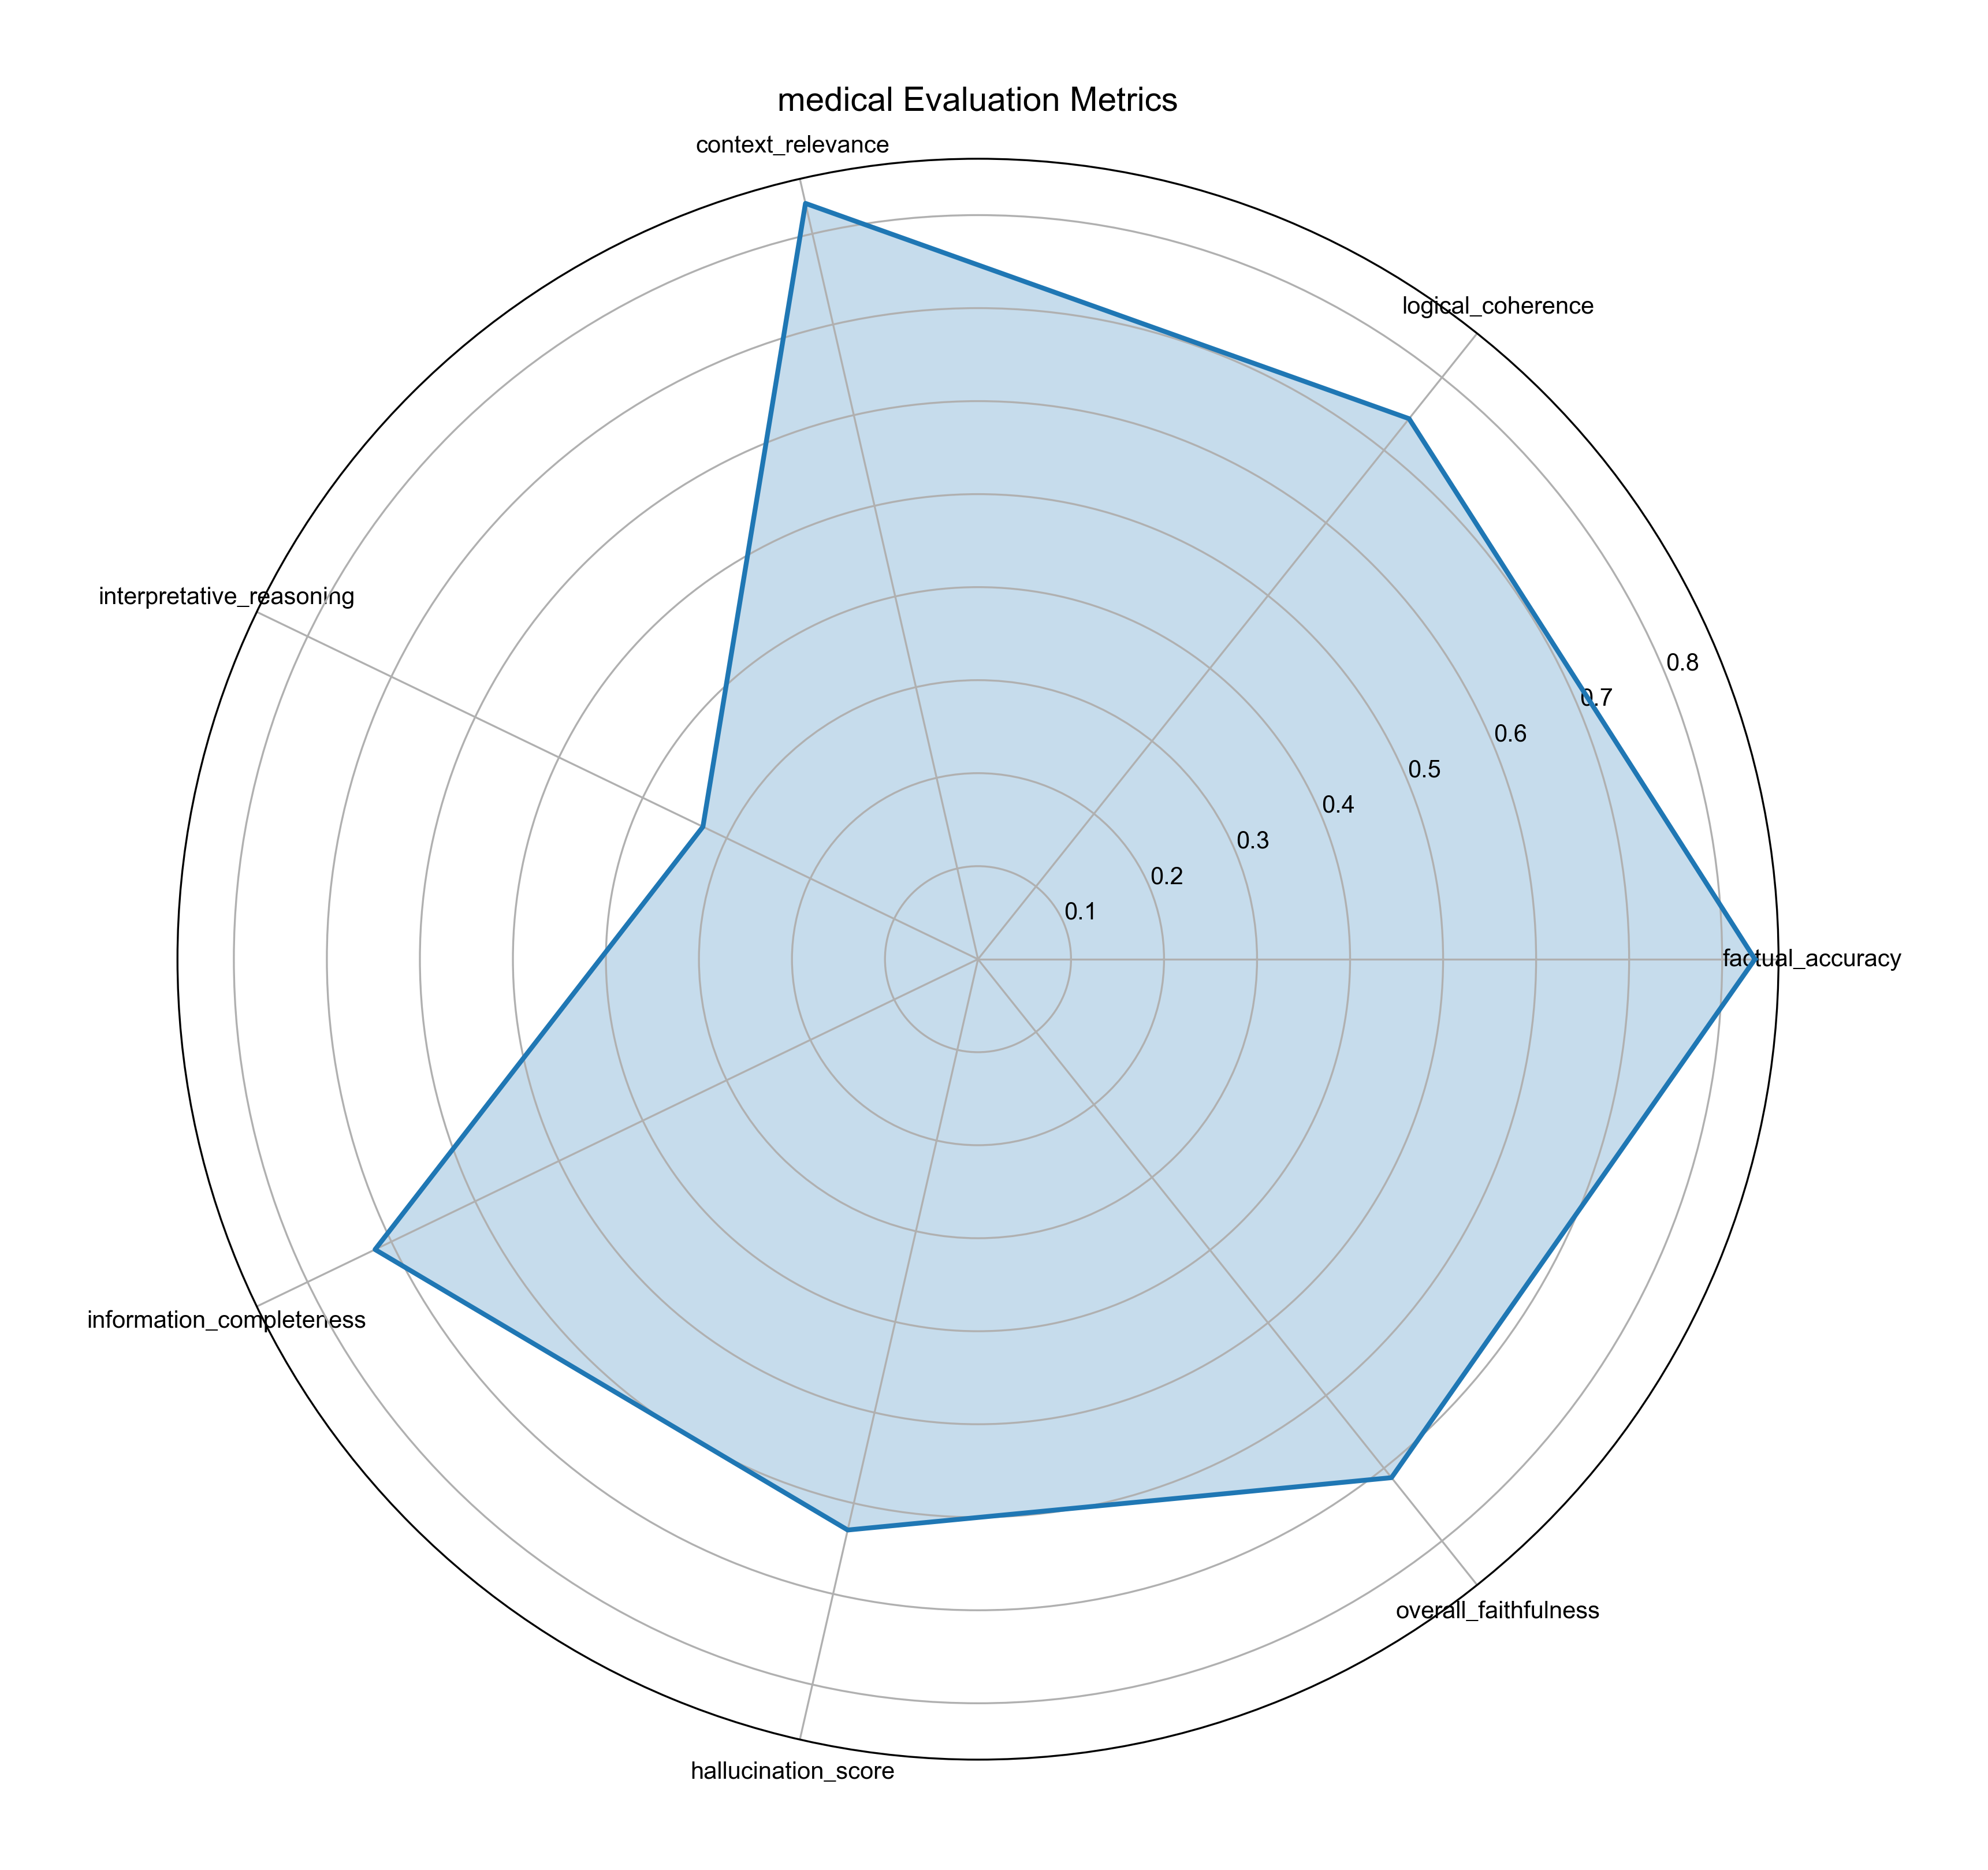 medical Evaluation Metrics
context_relevance
logical_coherence
interpretative_reasoning
0.8
0.7
0.6
0.5
0.4
0.3
0.2
0.1
factual_accuracy
information_completeness
overall_faithfulness
hallucination_score